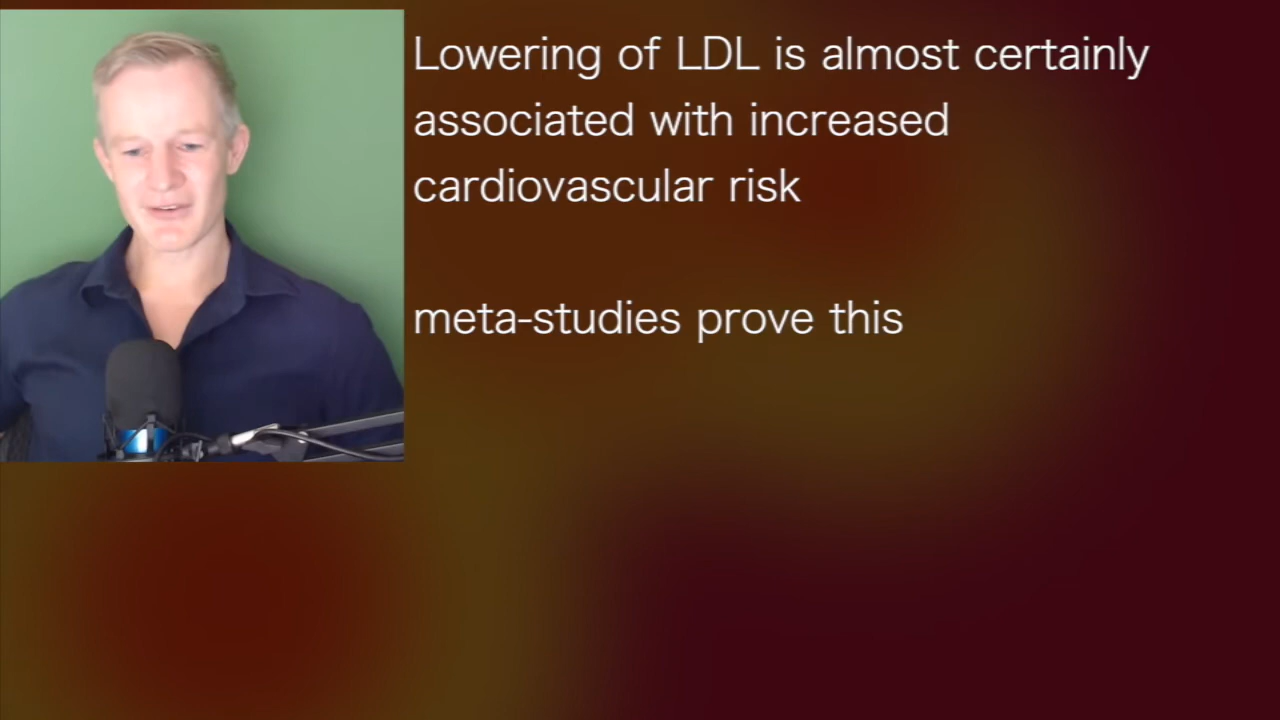 Lowering of LDL is almost certainly
associated with increased
cardiovascular risk
meta-studies prove this